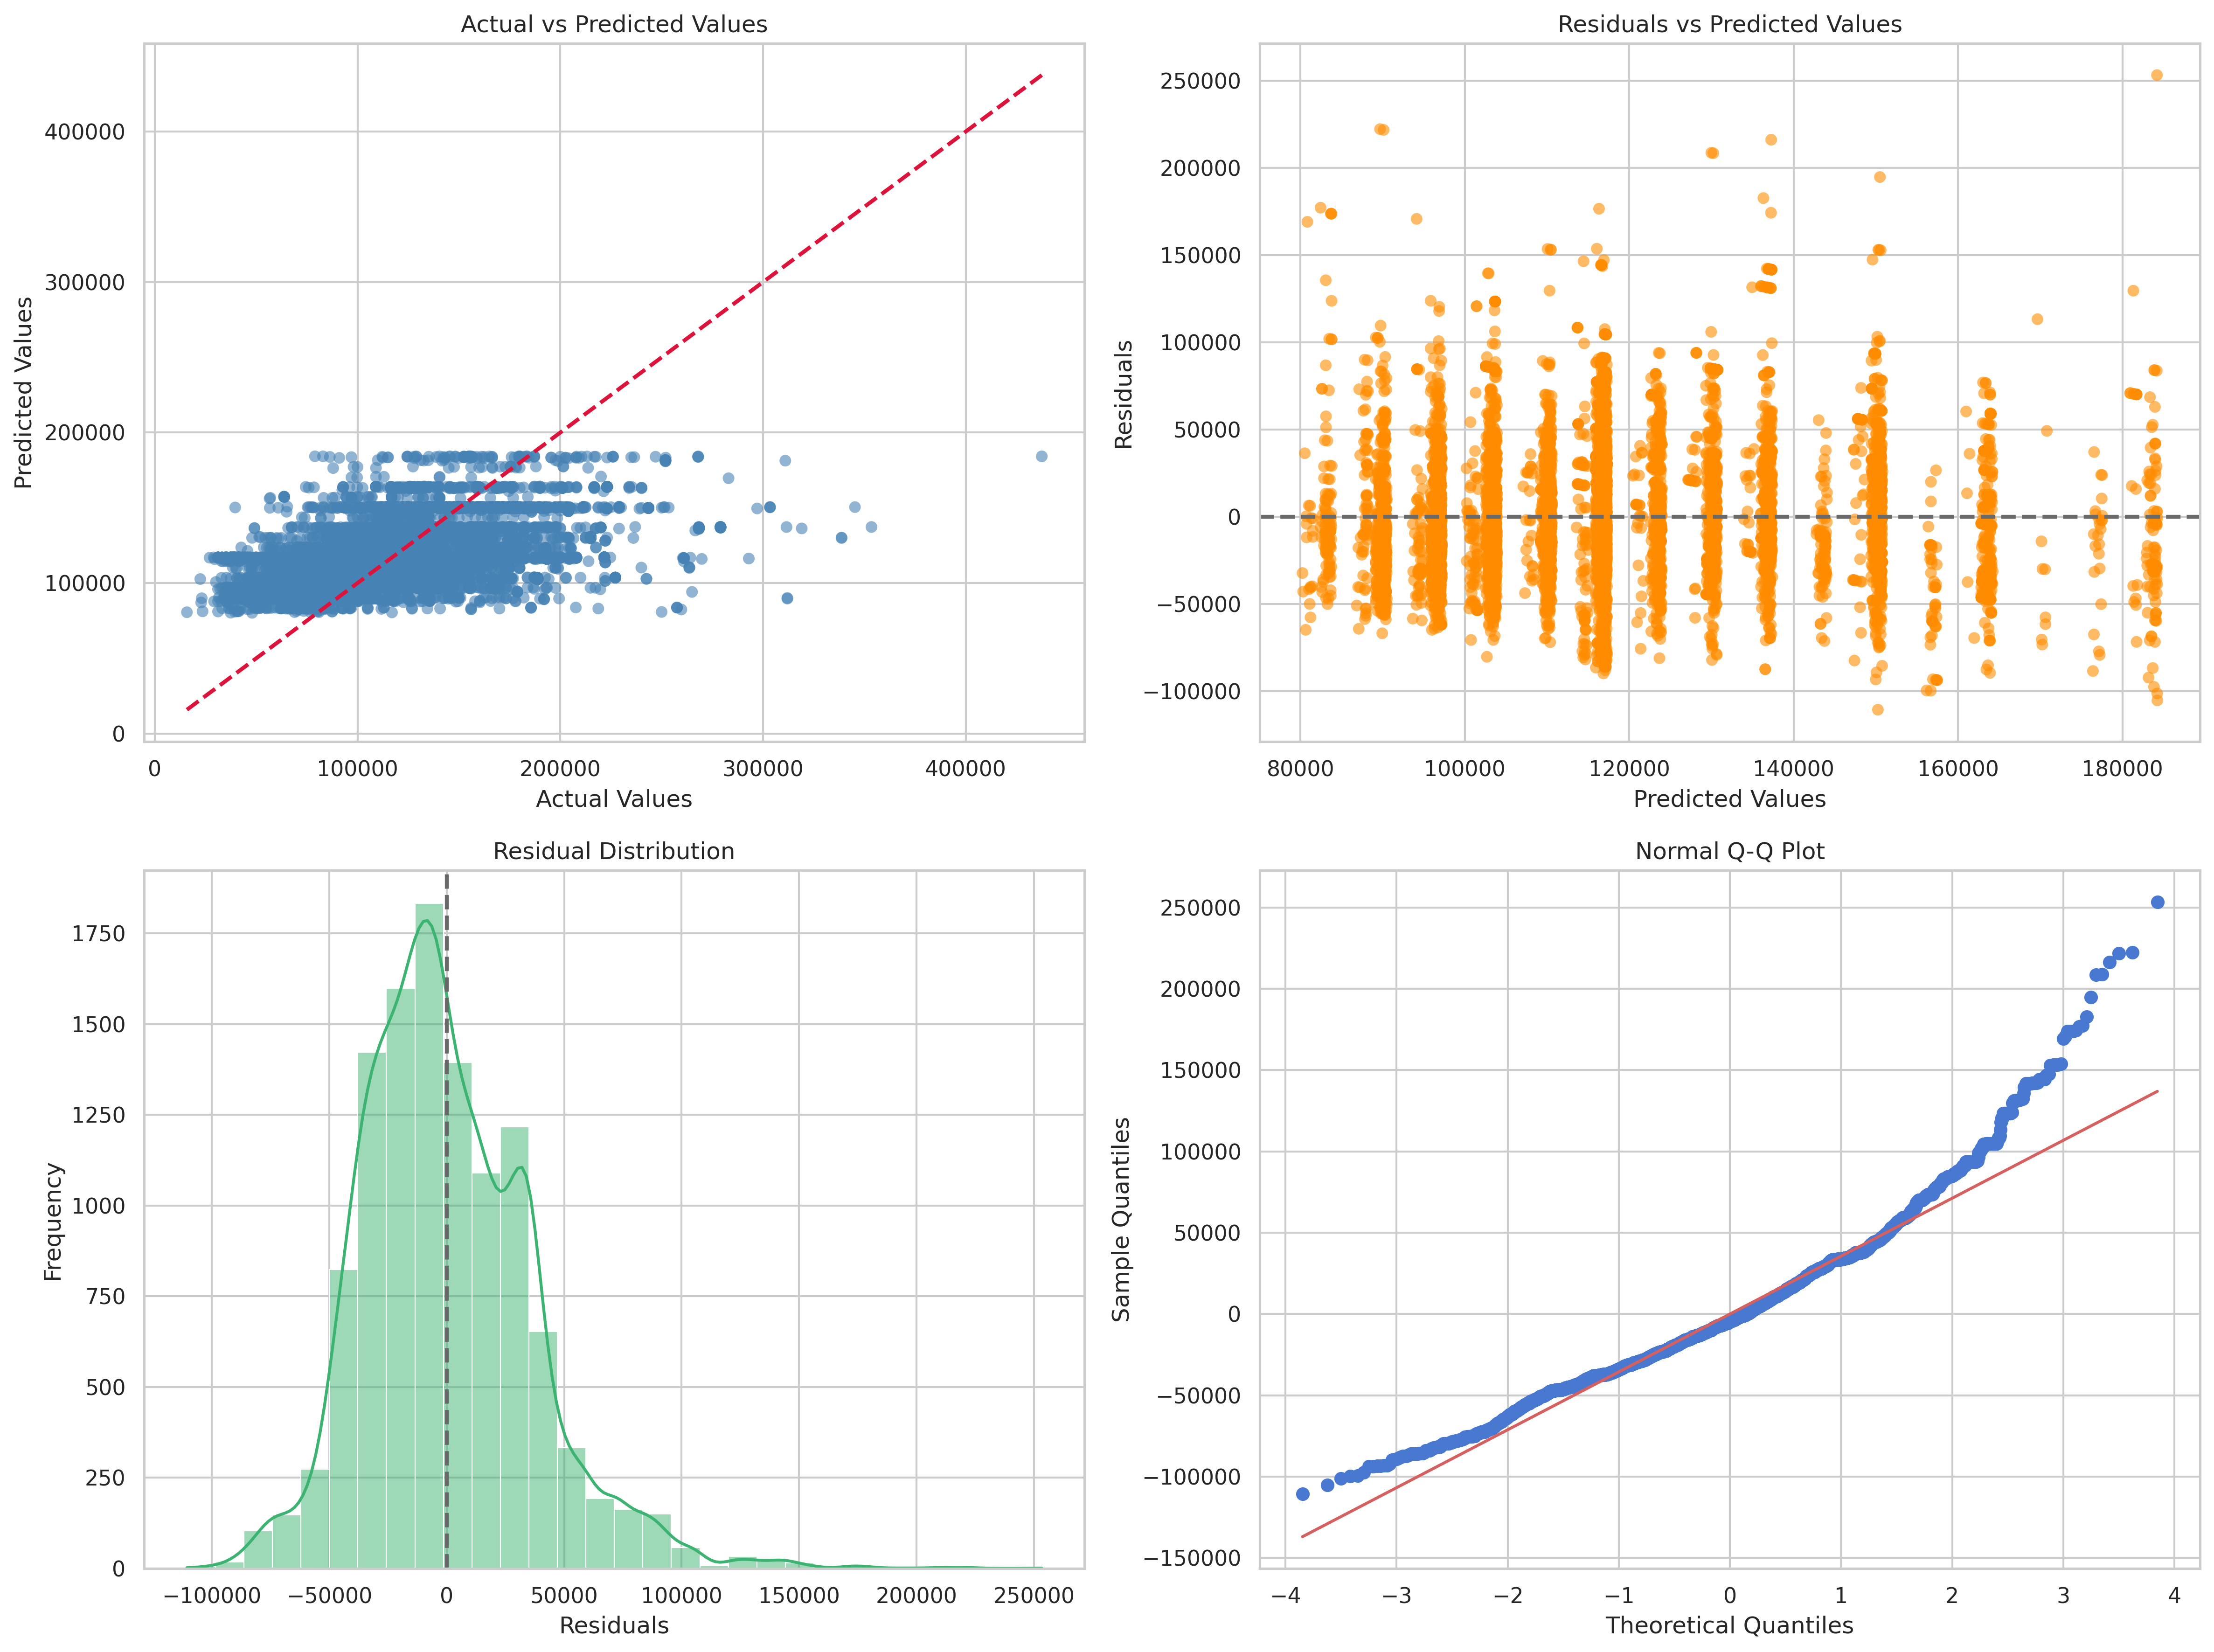 Actual vs Predicted Values
400000
300000
200000
100000
0
Predicted Values
0 100000 200000 300000 400000
Actual Values
Residuals vs Predicted Values
250000
200000
150000
100000
50000
0
−50000
−100000
Residuals
80000 100000 120000 140000 160000 180000
Predicted Values
Residual Distribution
1750
1500
1250
1000
750
500
250
0
Frequency
−100000 −50000 0 50000 100000 150000 200000 250000
Residuals
Normal Q-Q Plot
250000
200000
150000
100000
50000
0
−50000
−100000
−150000
Sample Quantiles
−4 −3 −2 −1 0 1 2 3 4
Theoretical Quantiles